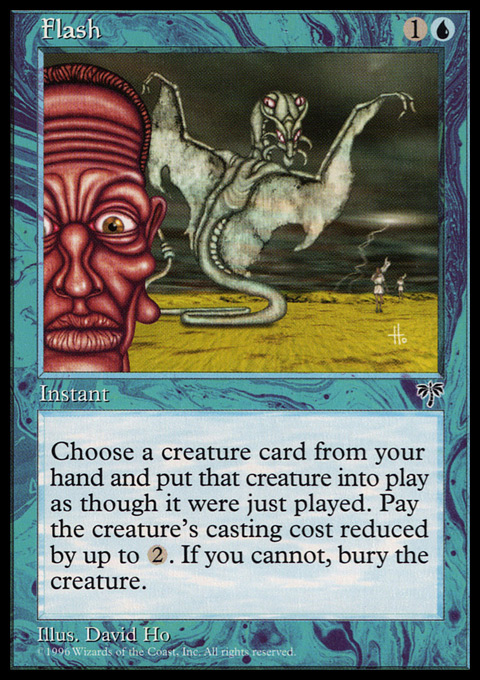 Flash 1
Ho
Instant
Choose a creature card from your
hand and put that creature into play
as though it were just played. Pay
the creature's casting cost reduced
by up to 2. If you cannot, bury the
creature.
Illus. David Ho
©1996 Wizards of the Coast, Inc. All rights reserved.